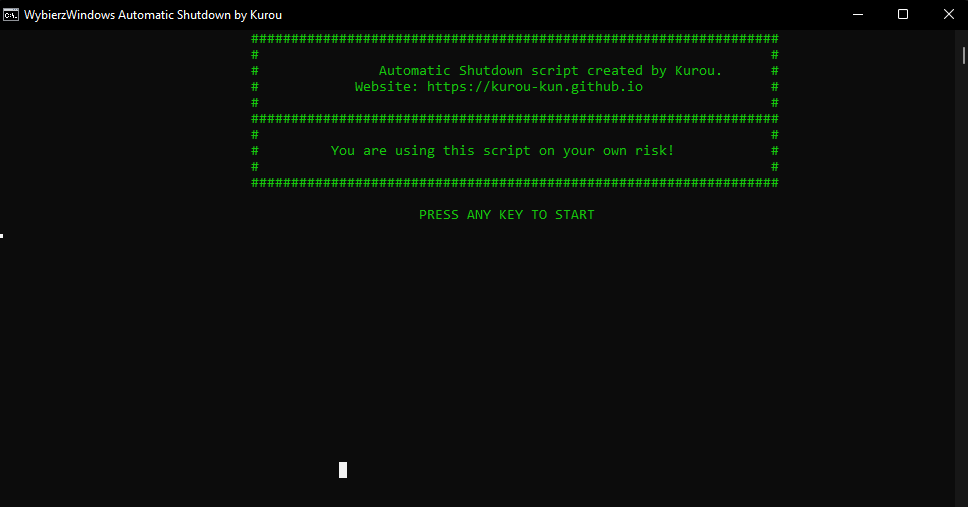 WybierzWindows Automatic Shutdown by Kurou
##################################################################
# #
# Automatic Shutdown script created by Kurou. #
# Website: https://kurou-kun.github.io #
# #
##################################################################
# #
# You are using this script on your own risk! #
# #
##################################################################
PRESS ANY KEY TO START